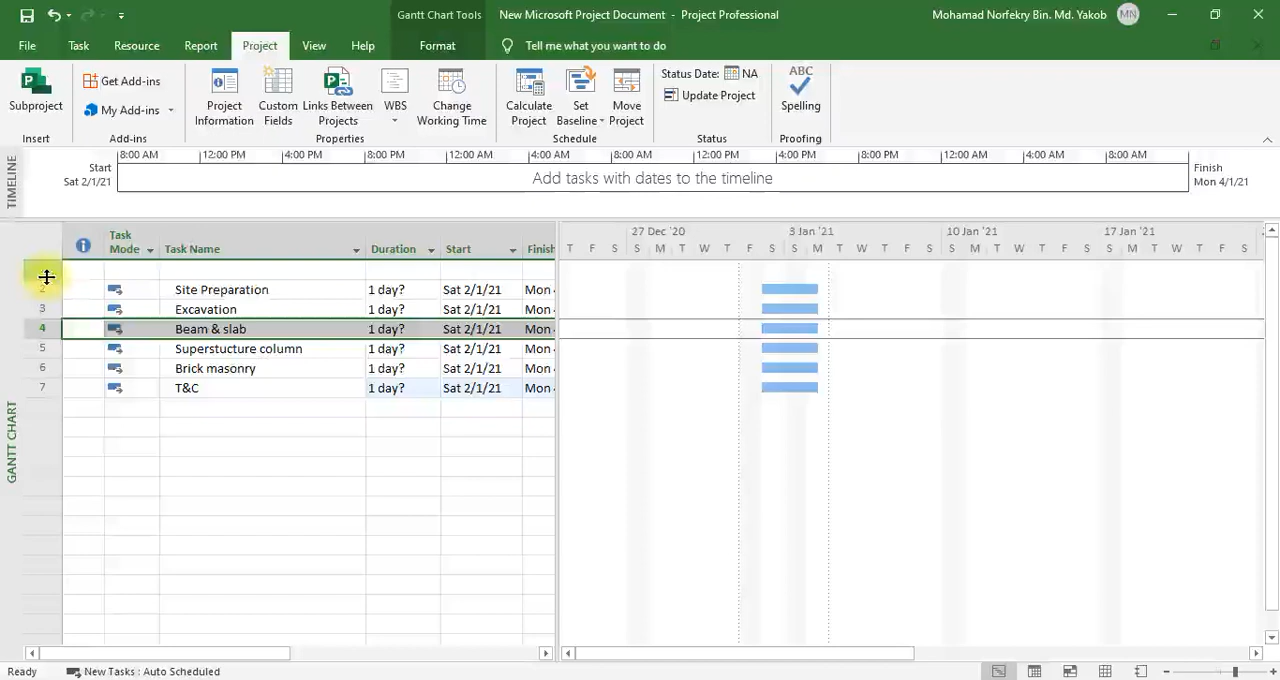 Gantt Chart Tools
New Microsoft Project Document - Project Professional
Mohamad Norfekry Bin. Md. Yakob
MN
File Task Resource Report Project View Help Format Tell me what you want to do
Subproject
Insert
Get Add-ins
My Add-ins
Add-ins
Project Information
Custom Fields
Links Between Projects
WBS
Change Working Time
Properties
Calculate Project
Set Baseline
Move Project
Schedule
Status Date: NA
Update Project
Status
ABC
Spelling
Proofing
TIMELINE
8:00 AM 12:00 PM 4:00 PM 8:00 PM 12:00 AM 4:00 AM 8:00 AM 12:00 PM 4:00 PM 8:00 PM 12:00 AM 4:00 AM 8:00 AM
Start
Sat 2/1/21
Add tasks with dates to the timeline
Finish
Mon 4/1/21
GANTT CHART
Task Mode Task Name Duration Start Finish
27 Dec '20 3 Jan '21 10 Jan '21 17 Jan '21
T F S S M T W T F S S M T W T F S S M T W T F S S M T W T F S
2 Site Preparation 1 day? Sat 2/1/21 Mon 4
3 Excavation 1 day? Sat 2/1/21 Mon 4
4 Beam & slab 1 day? Sat 2/1/21 Mon 4
5 Superstucture column 1 day? Sat 2/1/21 Mon 4
6 Brick masonry 1 day? Sat 2/1/21 Mon 4
7 T&C 1 day? Sat 2/1/21 Mon 4
Ready New Tasks : Auto Scheduled